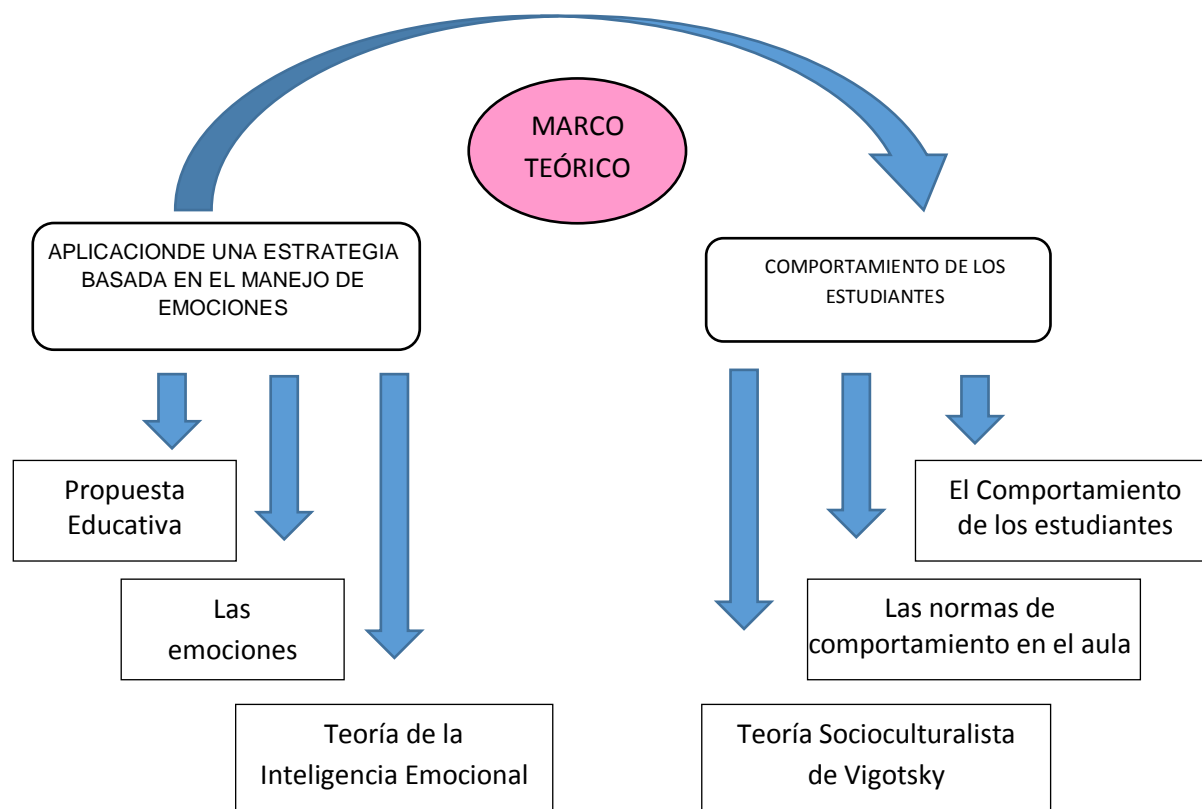 MARCO
TEÓRICO
APLICACIONDE UNA ESTRATEGIA
BASADA EN EL MANEJO DE
EMOCIONES
COMPORTAMIENTO DE LOS
ESTUDIANTES
Propuesta
Educativa
El Comportamiento
de los estudiantes
Las
emociones
Las normas de
comportamiento en el aula
Teoría de la
Inteligencia Emocional
Teoría Socioculturalista
de Vigotsky